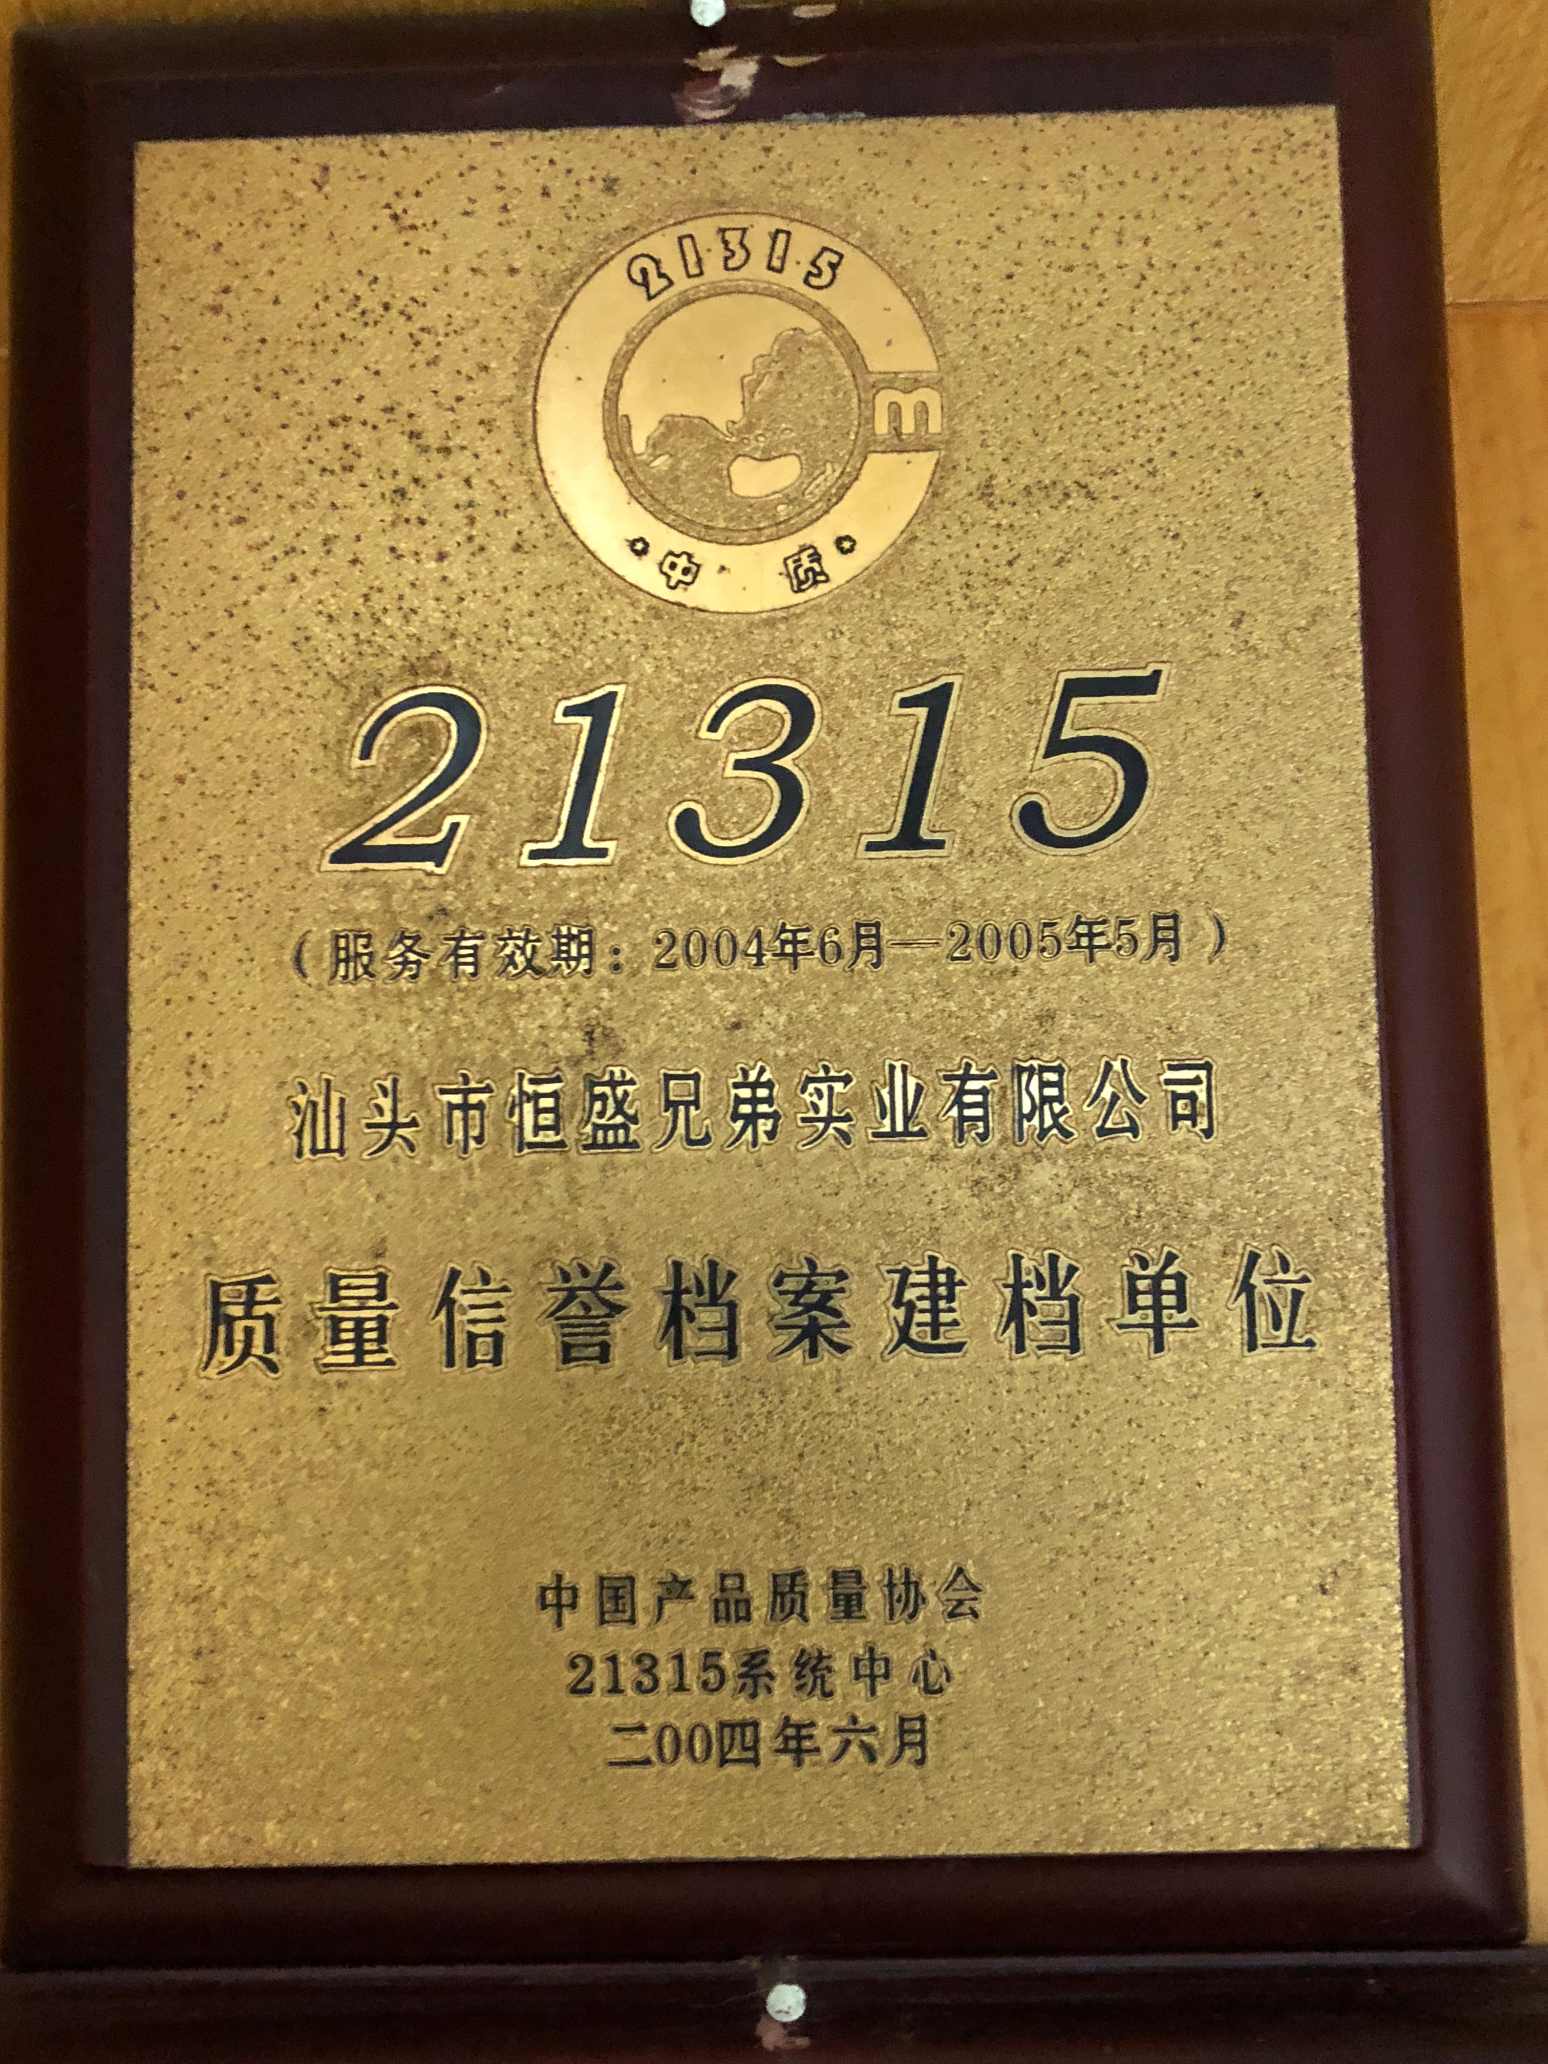 21315
m
中质
21315
(服务有效期：2004年6月—2005年5月)
汕头市恒盛兄弟实业有限公司
质量信誉档案建档单位
中国产品质量协会
21315系统中心
二00四年六月